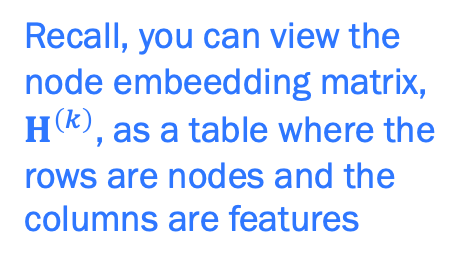 Recall, you can view the
node embeedding matrix,
𝐇⁽ᵏ⁾, as a table where the
rows are nodes and the
columns are features